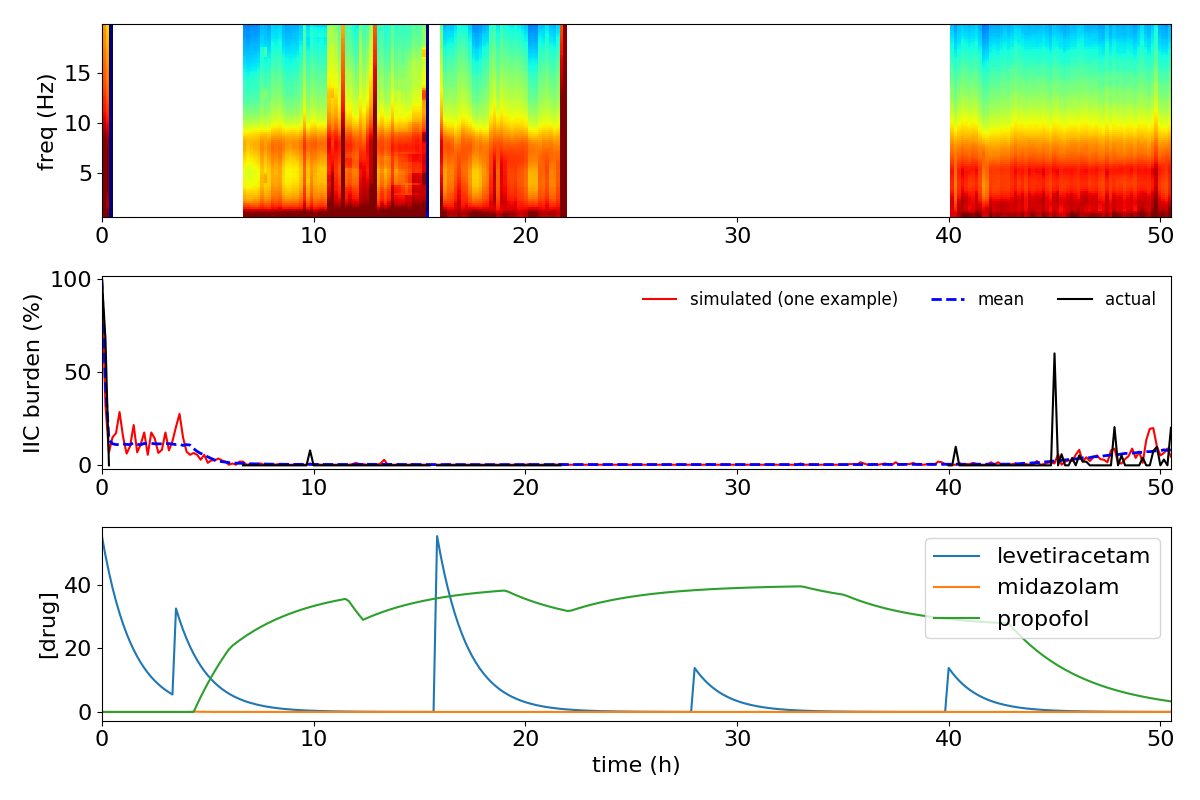 freq (Hz)
15
10
5
0 10 20 30 40 50
IIC burden (%)
100
50
0
simulated (one example) mean actual
0 10 20 30 40 50
[drug]
40
20
0
levetiracetam
midazolam
propofol
0 10 20 30 40 50
time (h)